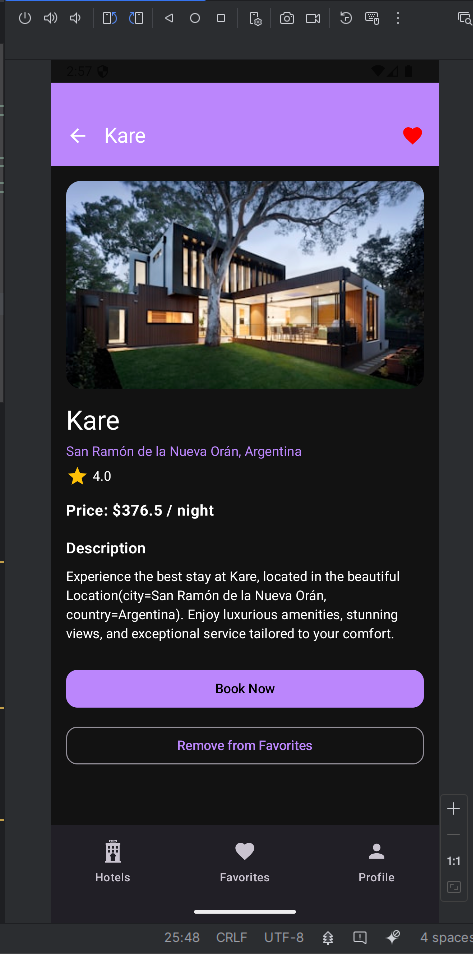 2:57
Kare
Kare
San Ramón de la Nueva Orán, Argentina
4.0
Price: $376.5 / night
Description
Experience the best stay at Kare, located in the beautiful
Location(city=San Ramón de la Nueva Orán,
country=Argentina). Enjoy luxurious amenities, stunning
views, and exceptional service tailored to your comfort.
Book Now
Remove from Favorites
1:1
Hotels Favorites Profile
25:48 CRLF UTF-8 4 spaces